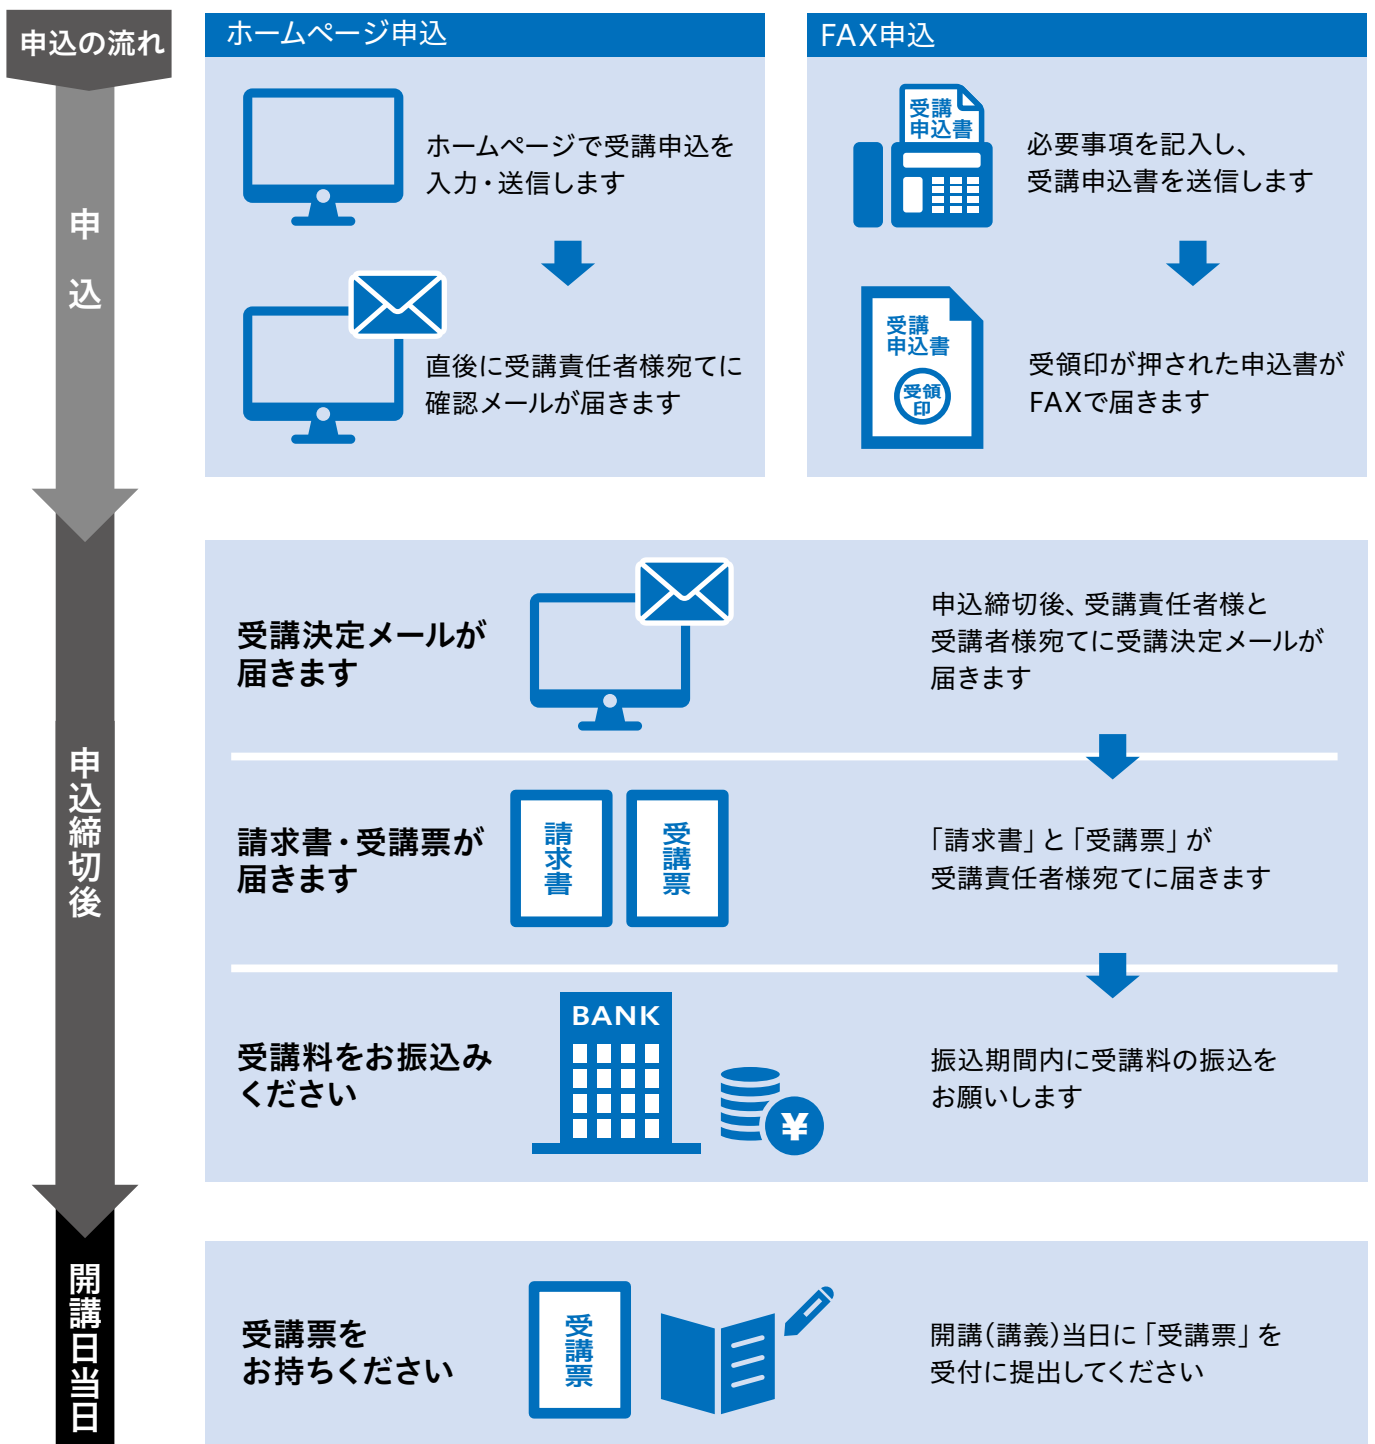 申込の流れ
ホームページ申込
ホームページで受講申込を
入力・送信します
直後に受講責任者様宛てに
確認メールが届きます
FAX申込
受講
申込書
必要事項を記入し、
受講申込書を送信します
受講
申込書
受領
印
受領印が押された申込書が
FAXで届きます
申込
受講決定メールが
届きます
申込締切後、受講責任者様と
受講者様宛てに受講決定メールが
届きます
申込締切後
請求書・受講票が
届きます
請求書
受講票
「請求書」と「受講票」が
受講責任者様宛てに届きます
受講料をお振込み
ください
BANK
¥
振込期間内に受講料の振込を
お願いします
開講日当日
受講票を
お持ちください
受講票
開講(講義)当日に「受講票」を
受付に提出してください